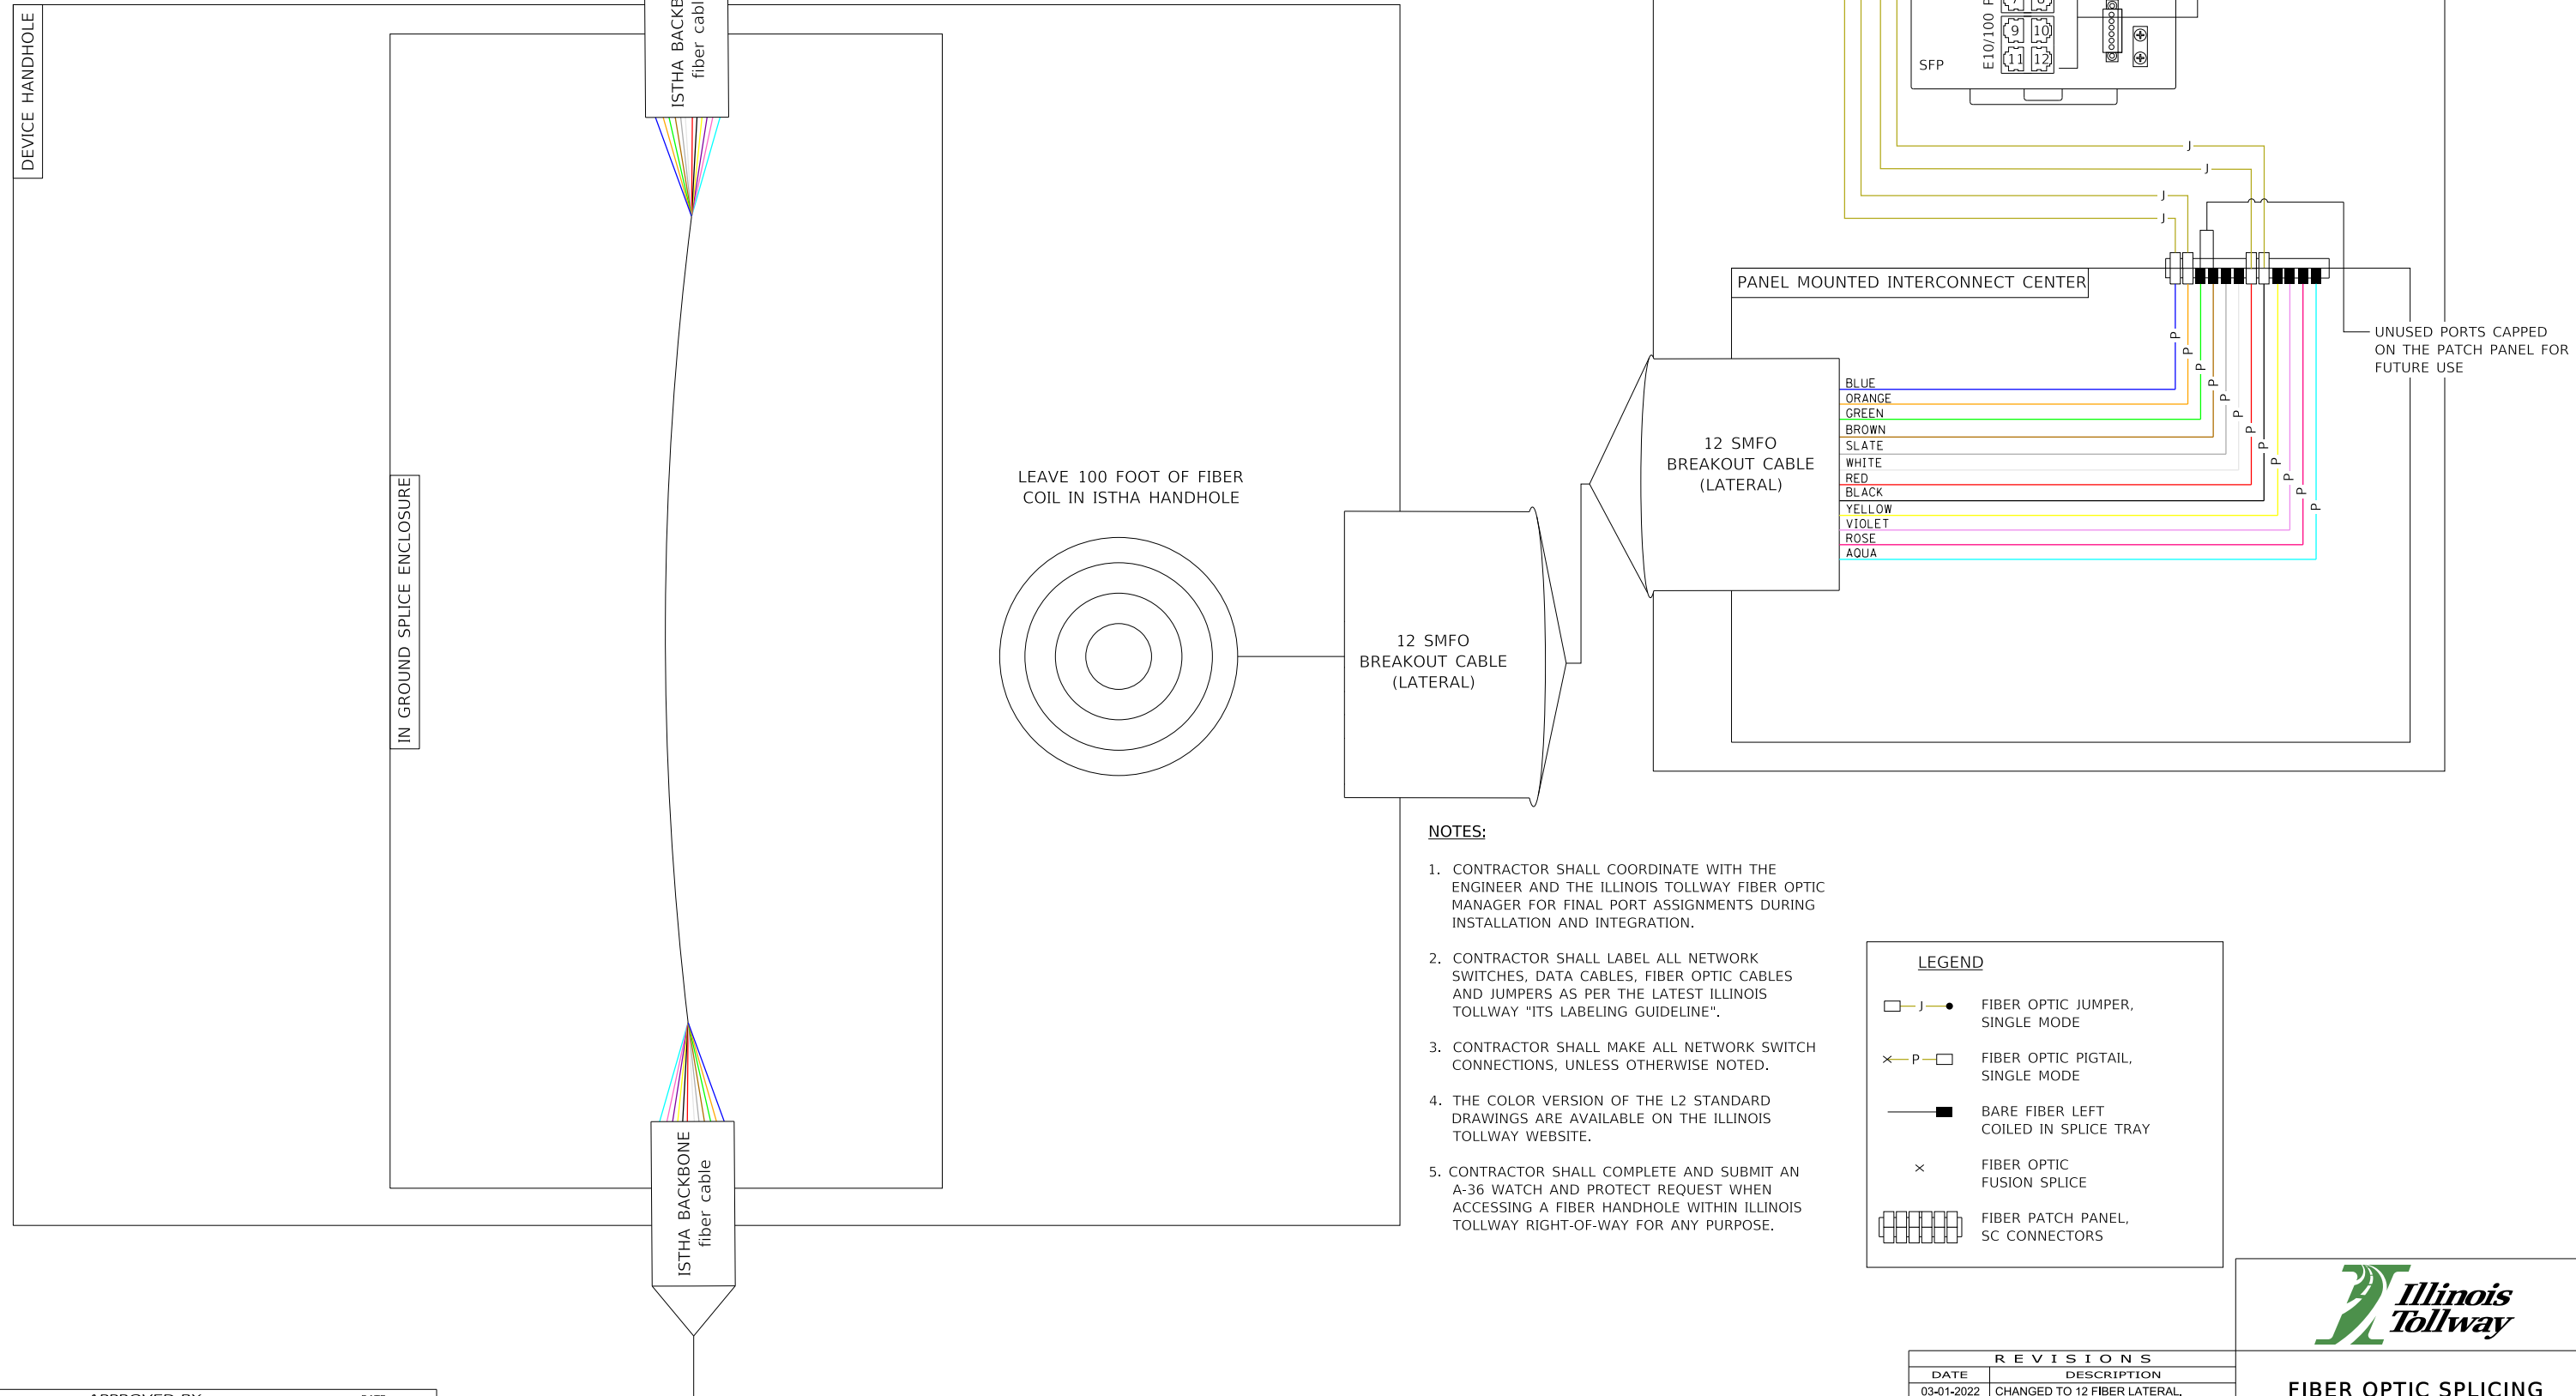 DEVICE HANDHOLE
IN GROUND SPLICE ENCLOSURE
fiber cable
LEAVE 100 FOOT OF FIBER
COIL IN ISTHA HANDHOLE
12 SMFO
BREAKOUT CABLE
(LATERAL)
ISTHA BACKBONE
fiber cable
SFP
E10/100
9 10
11 12
J
J
J
J
PANEL MOUNTED INTERCONNECT CENTER
UNUSED PORTS CAPPED
ON THE PATCH PANEL FOR
FUTURE USE
12 SMFO
BREAKOUT CABLE
(LATERAL)
BLUE
ORANGE
GREEN
BROWN
SLATE
WHITE
RED
BLACK
YELLOW
VIOLET
ROSE
AQUA
P
P
P
P
P
P
P
P
P
P
P
P
NOTES:
1. CONTRACTOR SHALL COORDINATE WITH THE
ENGINEER AND THE ILLINOIS TOLLWAY FIBER OPTIC
MANAGER FOR FINAL PORT ASSIGNMENTS DURING
INSTALLATION AND INTEGRATION.
2. CONTRACTOR SHALL LABEL ALL NETWORK
SWITCHES, DATA CABLES, FIBER OPTIC CABLES
AND JUMPERS AS PER THE LATEST ILLINOIS
TOLLWAY "ITS LABELING GUIDELINE".
3. CONTRACTOR SHALL MAKE ALL NETWORK SWITCH
CONNECTIONS, UNLESS OTHERWISE NOTED.
4. THE COLOR VERSION OF THE L2 STANDARD
DRAWINGS ARE AVAILABLE ON THE ILLINOIS
TOLLWAY WEBSITE.
5. CONTRACTOR SHALL COMPLETE AND SUBMIT AN
A-36 WATCH AND PROTECT REQUEST WHEN
ACCESSING A FIBER HANDHOLE WITHIN ILLINOIS
TOLLWAY RIGHT-OF-WAY FOR ANY PURPOSE.
LEGEND
J FIBER OPTIC JUMPER,
SINGLE MODE
P FIBER OPTIC PIGTAIL,
SINGLE MODE
BARE FIBER LEFT
COILED IN SPLICE TRAY
FIBER OPTIC
FUSION SPLICE
FIBER PATCH PANEL,
SC CONNECTORS
Illinois
Tollway
REVISIONS
DATE DESCRIPTION
03-01-2022 CHANGED TO 12 FIBER LATERAL.
FIBER OPTIC SPLICING